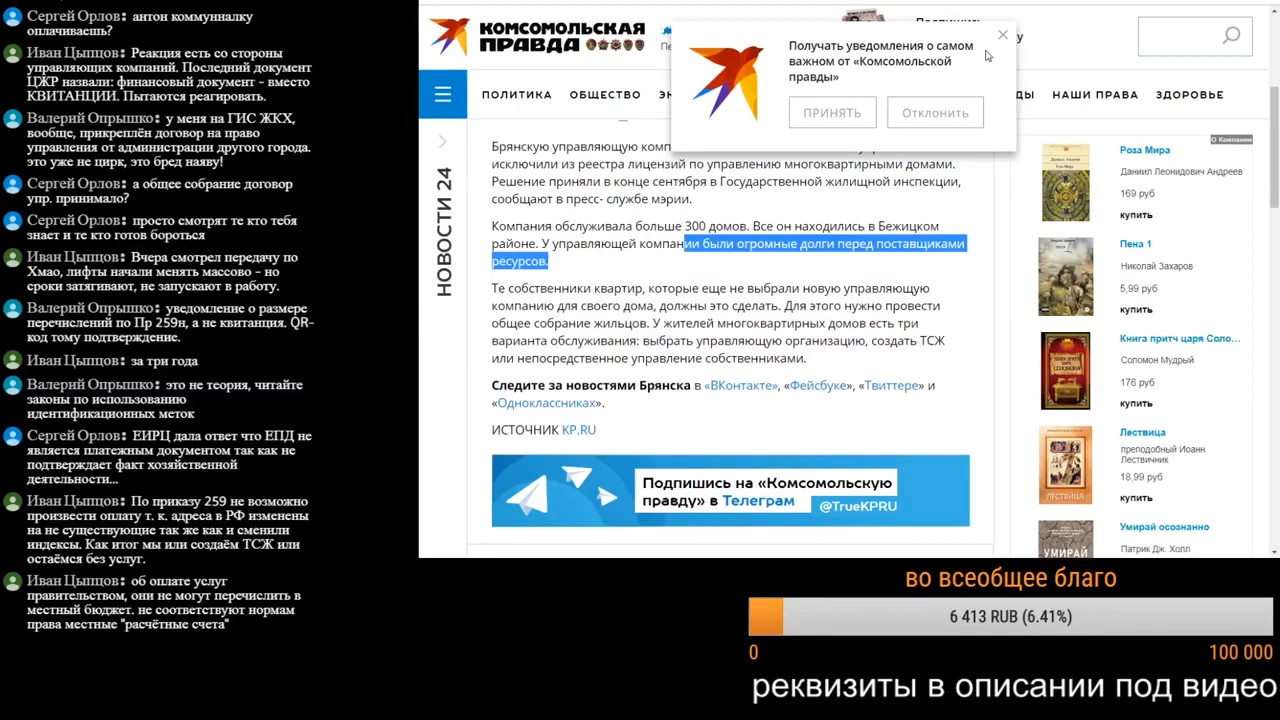 Сергей Орлов: антон коммунналку
оплачиваешь?
Иван Цыпцов: Реакция есть со стороны
управляющих компаний. Последний документ
ЦЖР назвали: финансовый документ - вместо
КВИТАНЦИИ. Пытаются реагировать.
Валерий Опрышко: у меня на ГИС ЖКХ,
вообще, прикреплён договор на право
управления от администрации другого города.
это уже не цирк, это бред наяву!
Сергей Орлов: а общее собрание договор
упр. принимало?
Сергей Орлов: просто смотрят те кто тебя
знает и те кто готов бороться
Иван Цыпцов: Вчера смотрел передачу по
Хмао, лифты начали менять массово - но
сроки затягивают, не запускают в работу.
Валерий Опрышко: уведомление о размере
перечислений по Пр 259н, а не квитанция. QR-
код тому подтверждение.
Иван Цыпцов: за три года
Валерий Опрышко: это не теория, читайте
законы по использованию
идентификационных меток
Сергей Орлов: ЕИРЦ дала ответ что ЕПД не
является платежным документом так как не
подтверждает факт хозяйственной
деятельности...
Иван Цыпцов: По приказу 259 не возможно
произвести оплату т. к. адреса в РФ изменены
на не существующие так же как и сменили
индексы. Как итог мы или создаём ТСЖ или
остаёмся без услуг.
Иван Цыпцов: об оплате услуг
правительством, они не могут перечислить в
местный бюджет. не соответствуют нормам
права местные "расчётные счета"
КОМСОМОЛЬСКАЯ
ПРАВДА
Получать уведомления о самом
важном от «Комсомольской
правды»
ПРИНЯТЬ
Отклонить
ПОЛИТИКА
ОБЩЕСТВО
НАШИ ПРАВА
ЗДОРОВЬЕ
НОВОСТИ 24
Брянскую управляющую комп
исключили из реестра лицензий по управлению многоквартирными домами.
Решение приняли в конце сентября в Государственной жилищной инспекции,
сообщают в пресс- службе мэрии.
Компания обслуживала больше 300 домов. Все он находились в Бежицком
районе. У управляющей компании были огромные долги перед поставщиками
ресурсов.
Те собственники квартир, которые еще не выбрали новую управляющую
компанию для своего дома, должны это сделать. Для этого нужно провести
общее собрание жильцов. У жителей многоквартирных домов есть три
варианта обслуживания: выбрать управляющую организацию, создать ТСЖ
или непосредственное управление собственниками.
Следите за новостями Брянска в «ВКонтакте», «Фейсбуке», «Твиттере» и
«Одноклассниках».
ИСТОЧНИК KP.RU
Подпишись на «Комсомольскую
правду» в Телеграм @TrueKPRU
О Компании
Роза Мира
Даниил Леонидович Андреев
169 руб
купить
Пена 1
Николай Захаров
5,99 руб
купить
Книга притч царя Соло...
Соломон Мудрый
176 руб
купить
Лествица
преподобный Иоанн
Лествичник
18,99 руб
купить
ЛЕСТВИЦА
Умирай осознанно
Патрик Дж. Холл
УМИРАЙ
во всеобщее благо
6 413 RUB (6.41%)
0
100 000
реквизиты в описании под видео